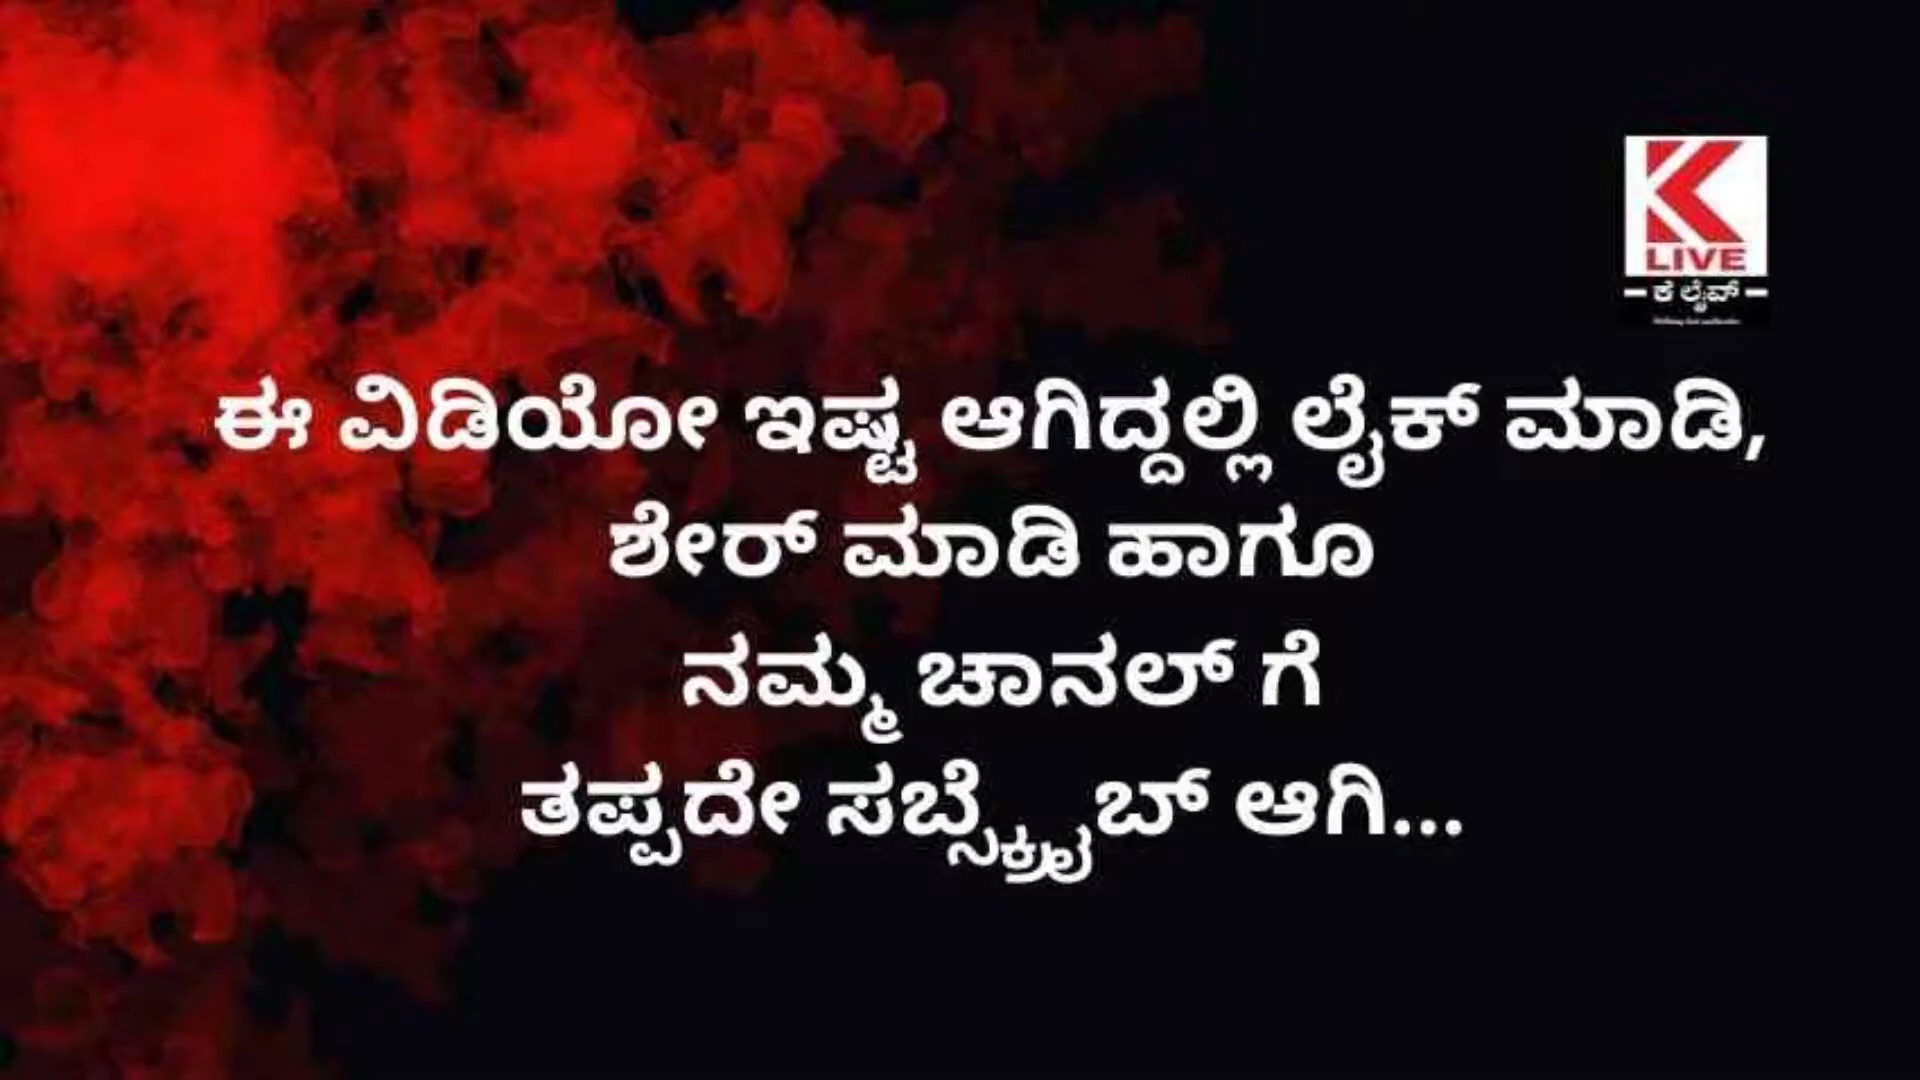 K
LIVE
ಕೆ ಲೈವ್
ಈ ವಿಡಿಯೋ ಇಷ್ಟ ಆಗಿದ್ದಲ್ಲಿ ಲೈಕ್ ಮಾಡಿ,
ಶೇರ್ ಮಾಡಿ ಹಾಗೂ
ನಮ್ಮ ಚಾನಲ್ ಗೆ
ತಪ್ಪದೇ ಸಬ್ಸ್ಕ್ರೈಬ್ ಆಗಿ...